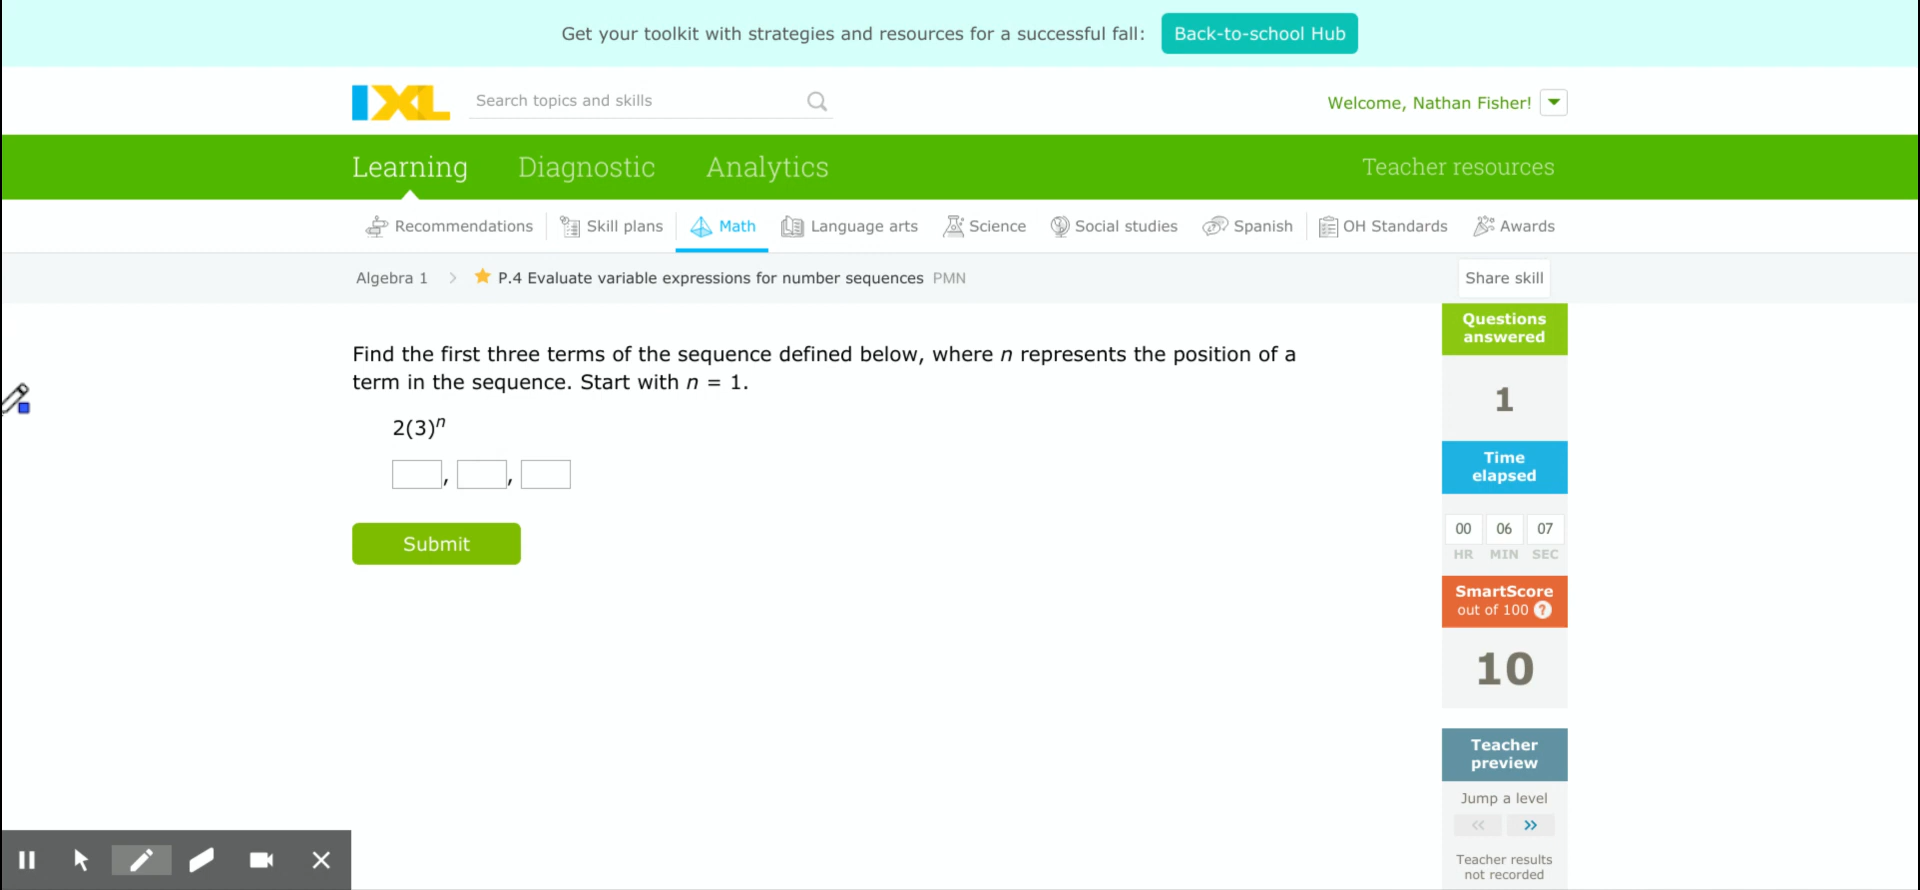 Get your toolkit with strategies and resources for a successful fall: Back-to-school Hub
IXL Search topics and skills Welcome, Nathan Fisher!
Learning Diagnostic Analytics Teacher resources
Recommendations Skill plans Math Language arts Science Social studies Spanish OH Standards Awards
Algebra 1 > P.4 Evaluate variable expressions for number sequences PMN Share skill
Find the first three terms of the sequence defined below, where n represents the position of a
term in the sequence. Start with n = 1.
2(3)ⁿ
, ,
Submit
Questions
answered
1
Time
elapsed
00 06 07
HR MIN SEC
SmartScore
out of 100 ?
10
Teacher
preview
Jump a level
<< >>
Teacher results
not recorded